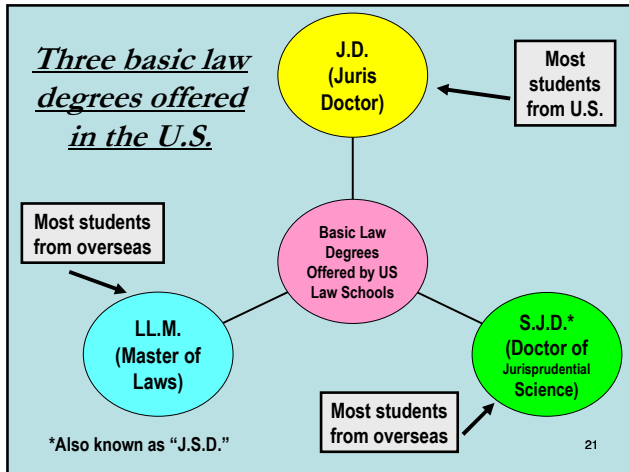 Three basic law
degrees offered
in the U.S.
J.D.
(Juris
Doctor)
Most
students
from U.S.
Most students
from overseas
Basic Law
Degrees
Offered by US
Law Schools
LL.M.
(Master of
Laws)
S.J.D.*
(Doctor of
Jurisprudential
Science)
Most students
from overseas
*Also known as “J.S.D.”
21